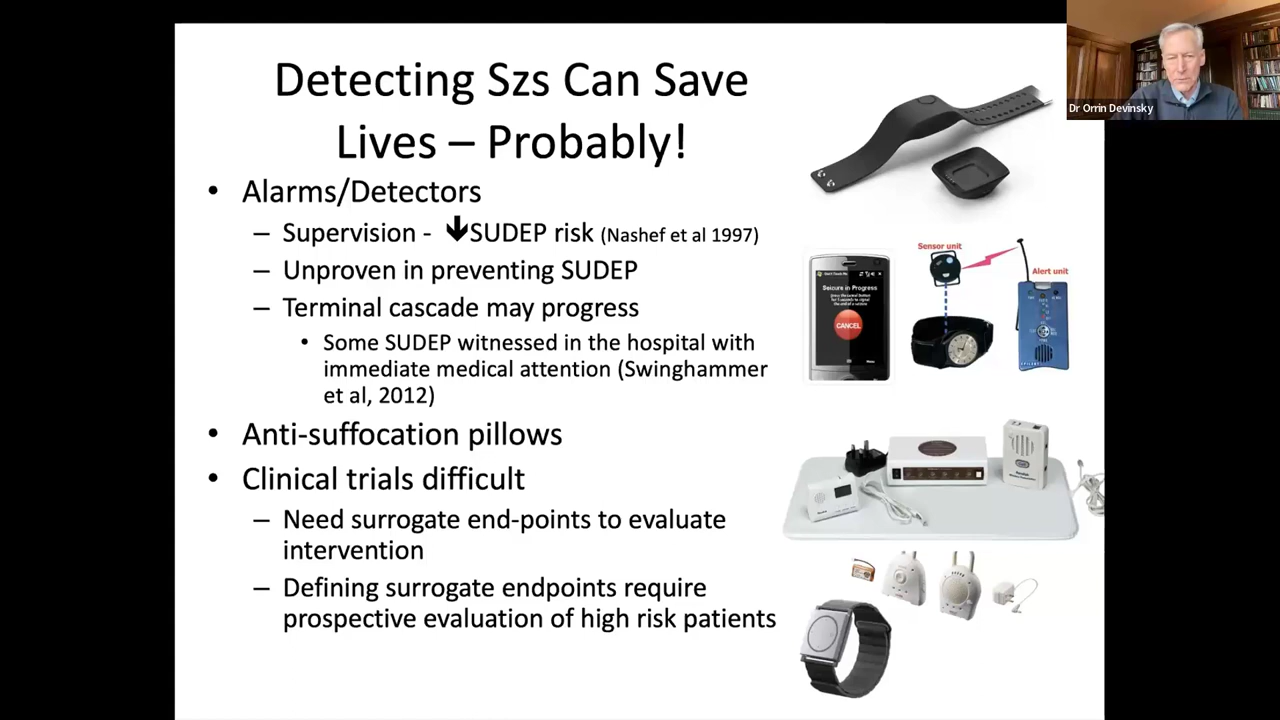 Detecting Szs Can Save
Lives – Probably!
• Alarms/Detectors
– Supervision - 🡻SUDEP risk (Nashef et al 1997)
– Unproven in preventing SUDEP
– Terminal cascade may progress
• Some SUDEP witnessed in the hospital with
immediate medical attention (Swinghammer
et al, 2012)
• Anti-suffocation pillows
• Clinical trials difficult
– Need surrogate end-points to evaluate
intervention
– Defining surrogate endpoints require
prospective evaluation of high risk patients
Dr Orrin Devinsky
Sensor unit
Alert unit
Seizure in Progress
CANCEL